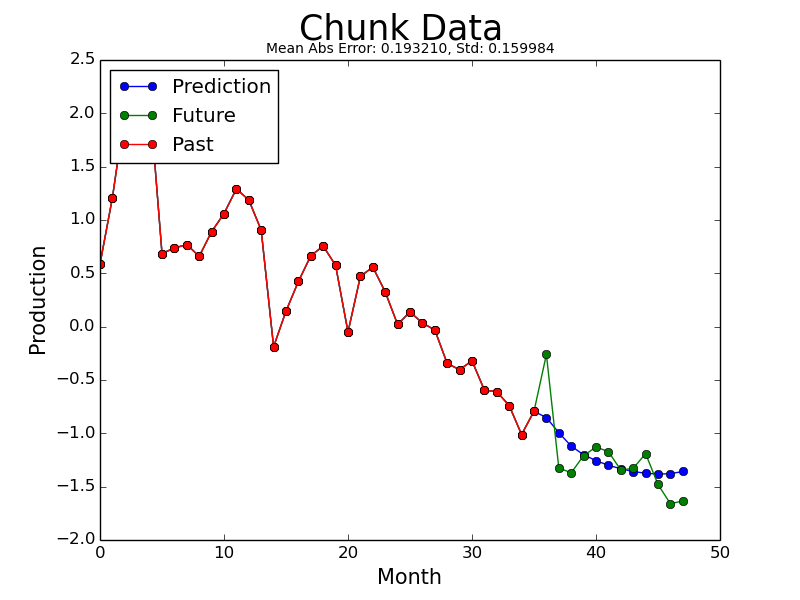 Chunk Data
Mean Abs Error: 0.193210, Std: 0.159984
2.5
2.0
1.5
1.0
0.5
0.0
−0.5
−1.0
−1.5
−2.0
Production
Prediction
Future
Past
0 10 20 30 40 50
Month